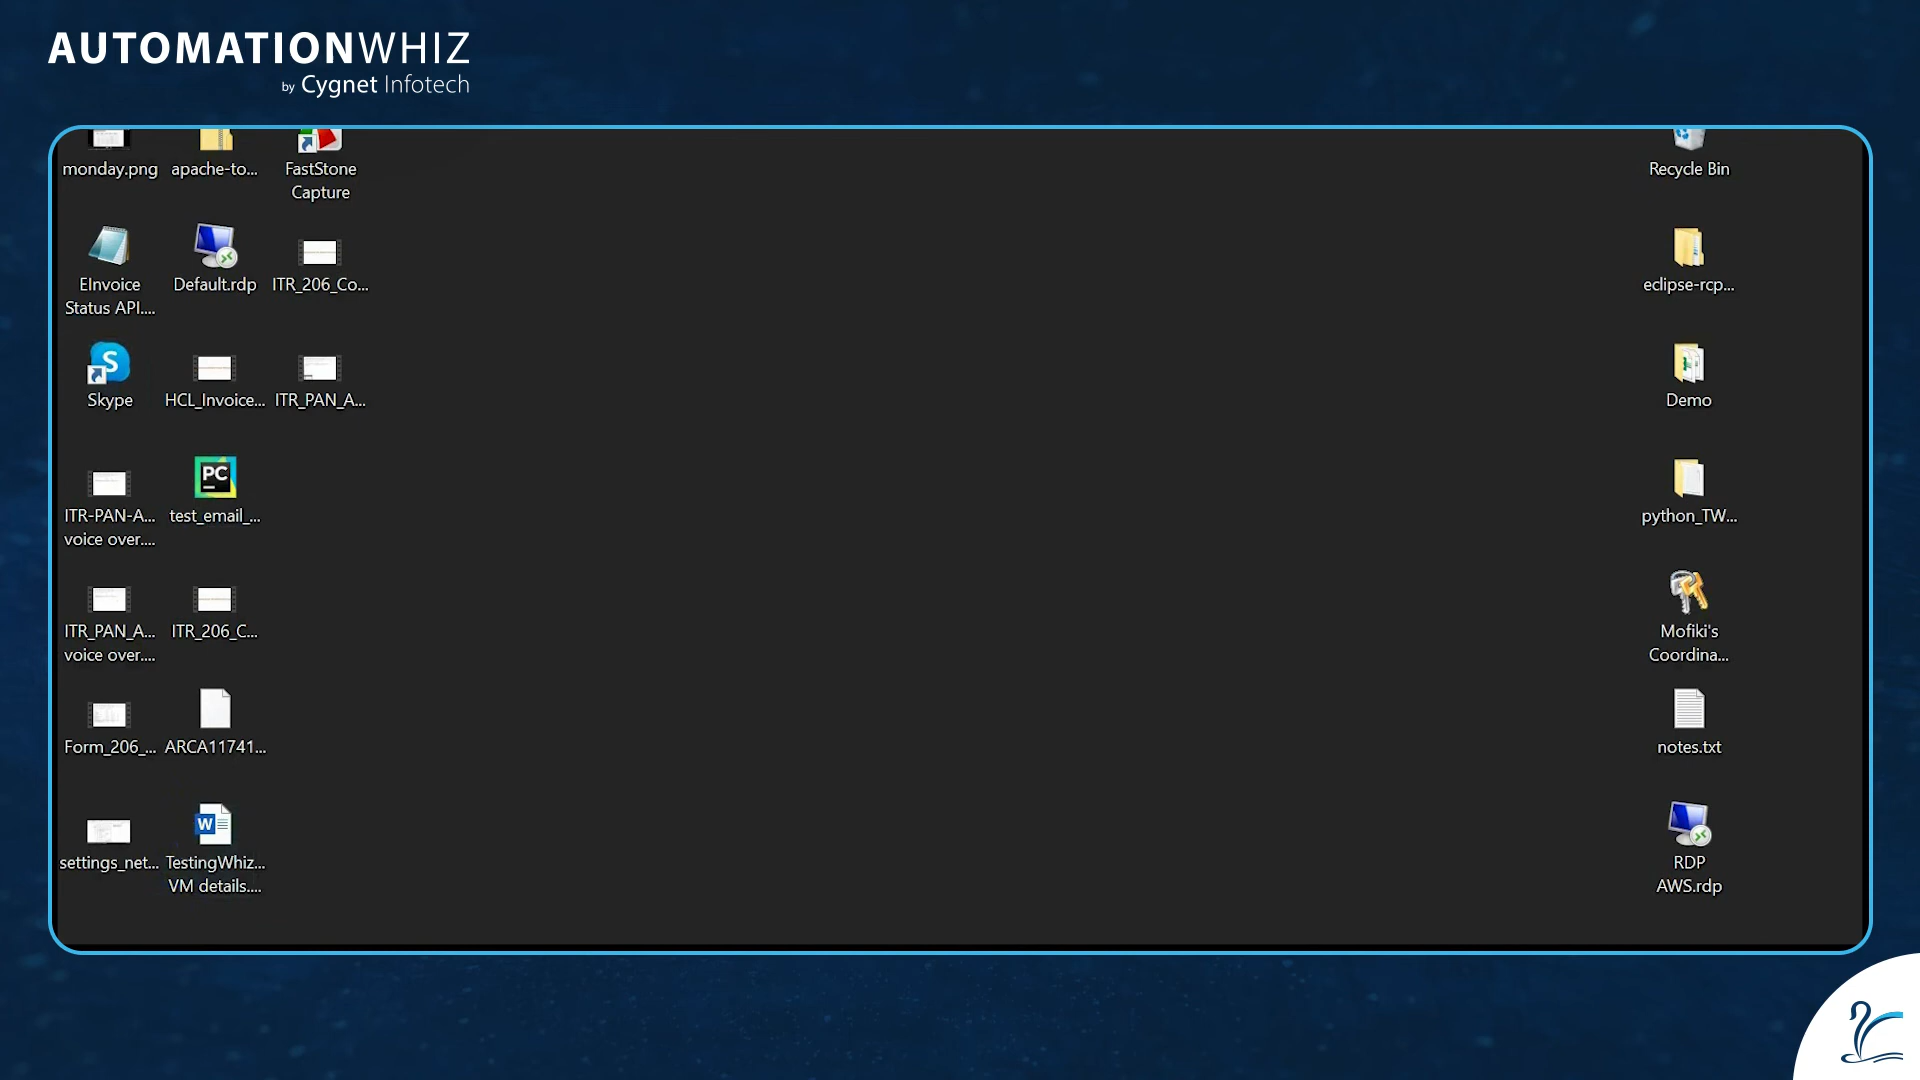 AUTOMATIONWHIZ
by Cygnet Infotech
monday.png
apache-to...
FastStone
Capture
Recycle Bin
EInvoice
Status API....
Default.rdp
ITR_206_Co...
eclipse-rcp...
S
Skype
HCL_Invoice...
ITR_PAN_A...
Demo
PC
ITR-PAN-A...
voice over....
test_email_...
python_TW...
ITR_PAN_A...
voice over....
ITR_206_C...
Mofiki's
Coordina...
Form_206_...
ARCA11741...
notes.txt
W
settings_net...
TestingWhiz...
VM details....
RDP
AWS.rdp